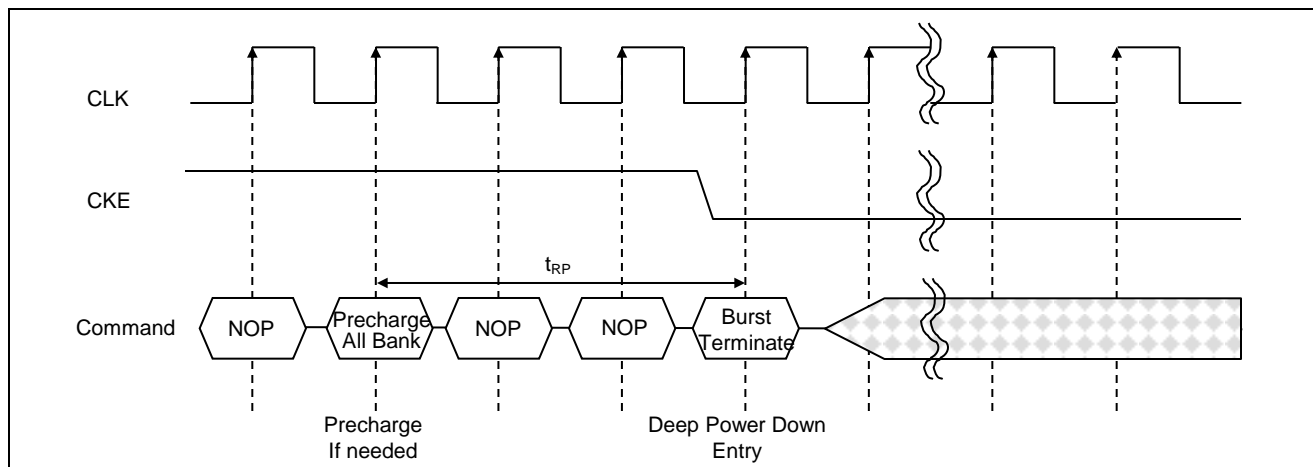 CLK
CKE
tRP
Command
NOP
Precharge
All Bank
NOP
NOP
Burst
Terminate
Precharge
If needed
Deep Power Down
Entry